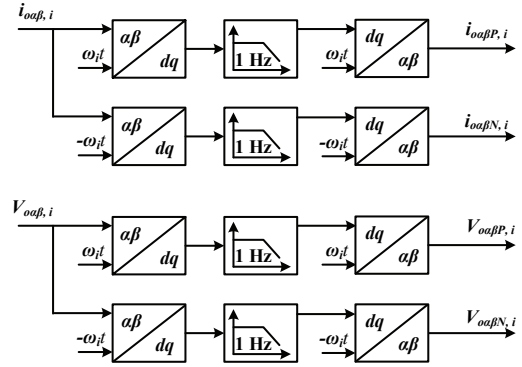 i_oαβ, i
αβ
dq
ω_i t
1 Hz
dq
αβ
ω_i t
i_oαβP, i
αβ
dq
-ω_i t
1 Hz
dq
αβ
-ω_i t
i_oαβN, i
V_oαβ, i
αβ
dq
ω_i t
1 Hz
dq
αβ
ω_i t
V_oαβP, i
αβ
dq
-ω_i t
1 Hz
dq
αβ
-ω_i t
V_oαβN, i